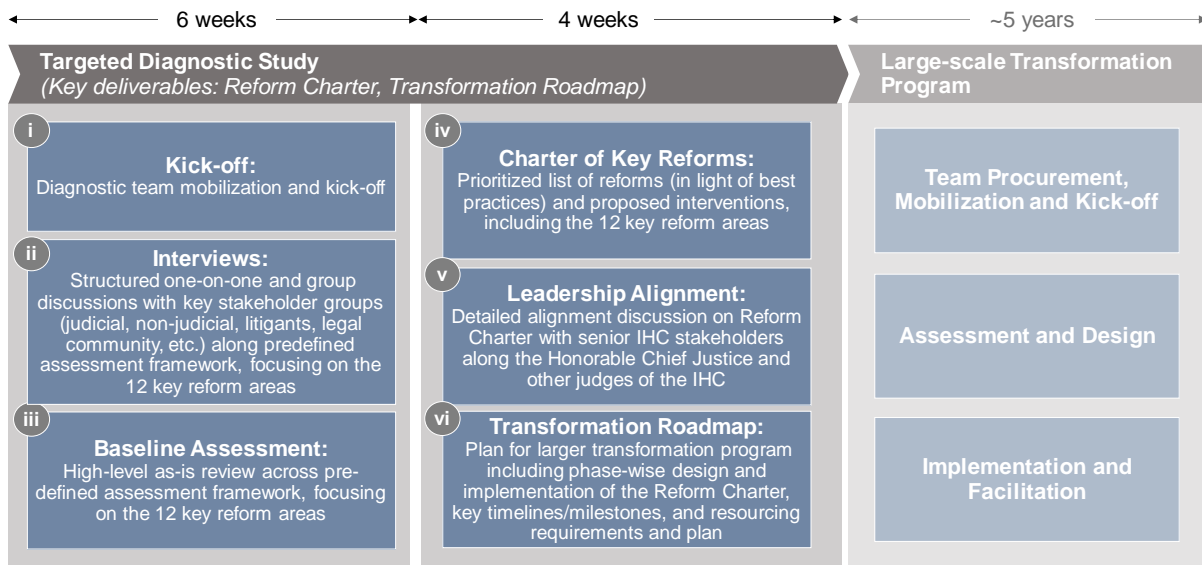 6 weeks
4 weeks
~5 years
Targeted Diagnostic Study
(Key deliverables: Reform Charter, Transformation Roadmap)
Large-scale Transformation
Program
i
Kick-off:
Diagnostic team mobilization and kick-off
ii
Interviews:
Structured one-on-one and group
discussions with key stakeholder groups
(judicial, non-judicial, litigants, legal
community, etc.) along predefined
assessment framework, focusing on the
12 key reform areas
iii
Baseline Assessment:
High-level as-is review across pre-
defined assessment framework, focusing
on the 12 key reform areas
iv
Charter of Key Reforms:
Prioritized list of reforms (in light of best
practices) and proposed interventions,
including the 12 key reform areas
v
Leadership Alignment:
Detailed alignment discussion on Reform
Charter with senior IHC stakeholders
along the Honorable Chief Justice and
other judges of the IHC
vi
Transformation Roadmap:
Plan for larger transformation program
including phase-wise design and
implementation of the Reform Charter,
key timelines/milestones, and resourcing
requirements and plan
Team Procurement,
Mobilization and Kick-off
Assessment and Design
Implementation and
Facilitation